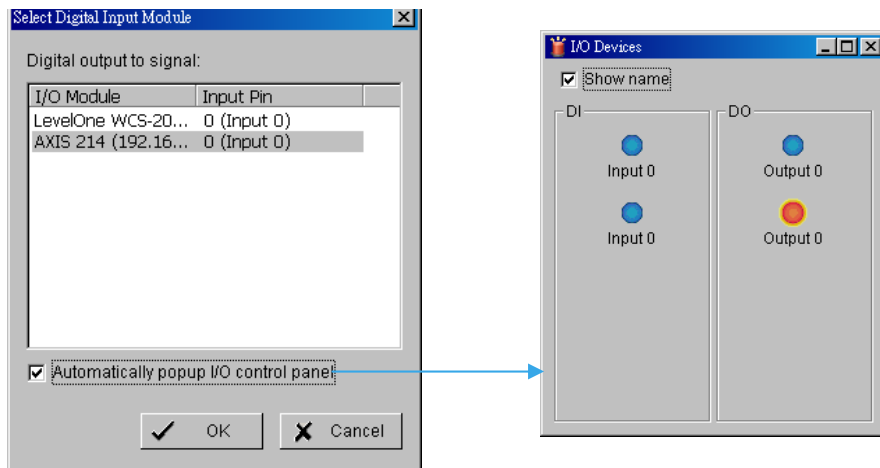 Select Digital Input Module
Digital output to signal:
I/O Module Input Pin
LevelOne WCS-20... 0 (Input 0)
AXIS 214 (192.16... 0 (Input 0)
Automatically popup I/O control panel
OK Cancel
I/O Devices
Show name
DI DO
Input 0 Output 0
Input 0 Output 0